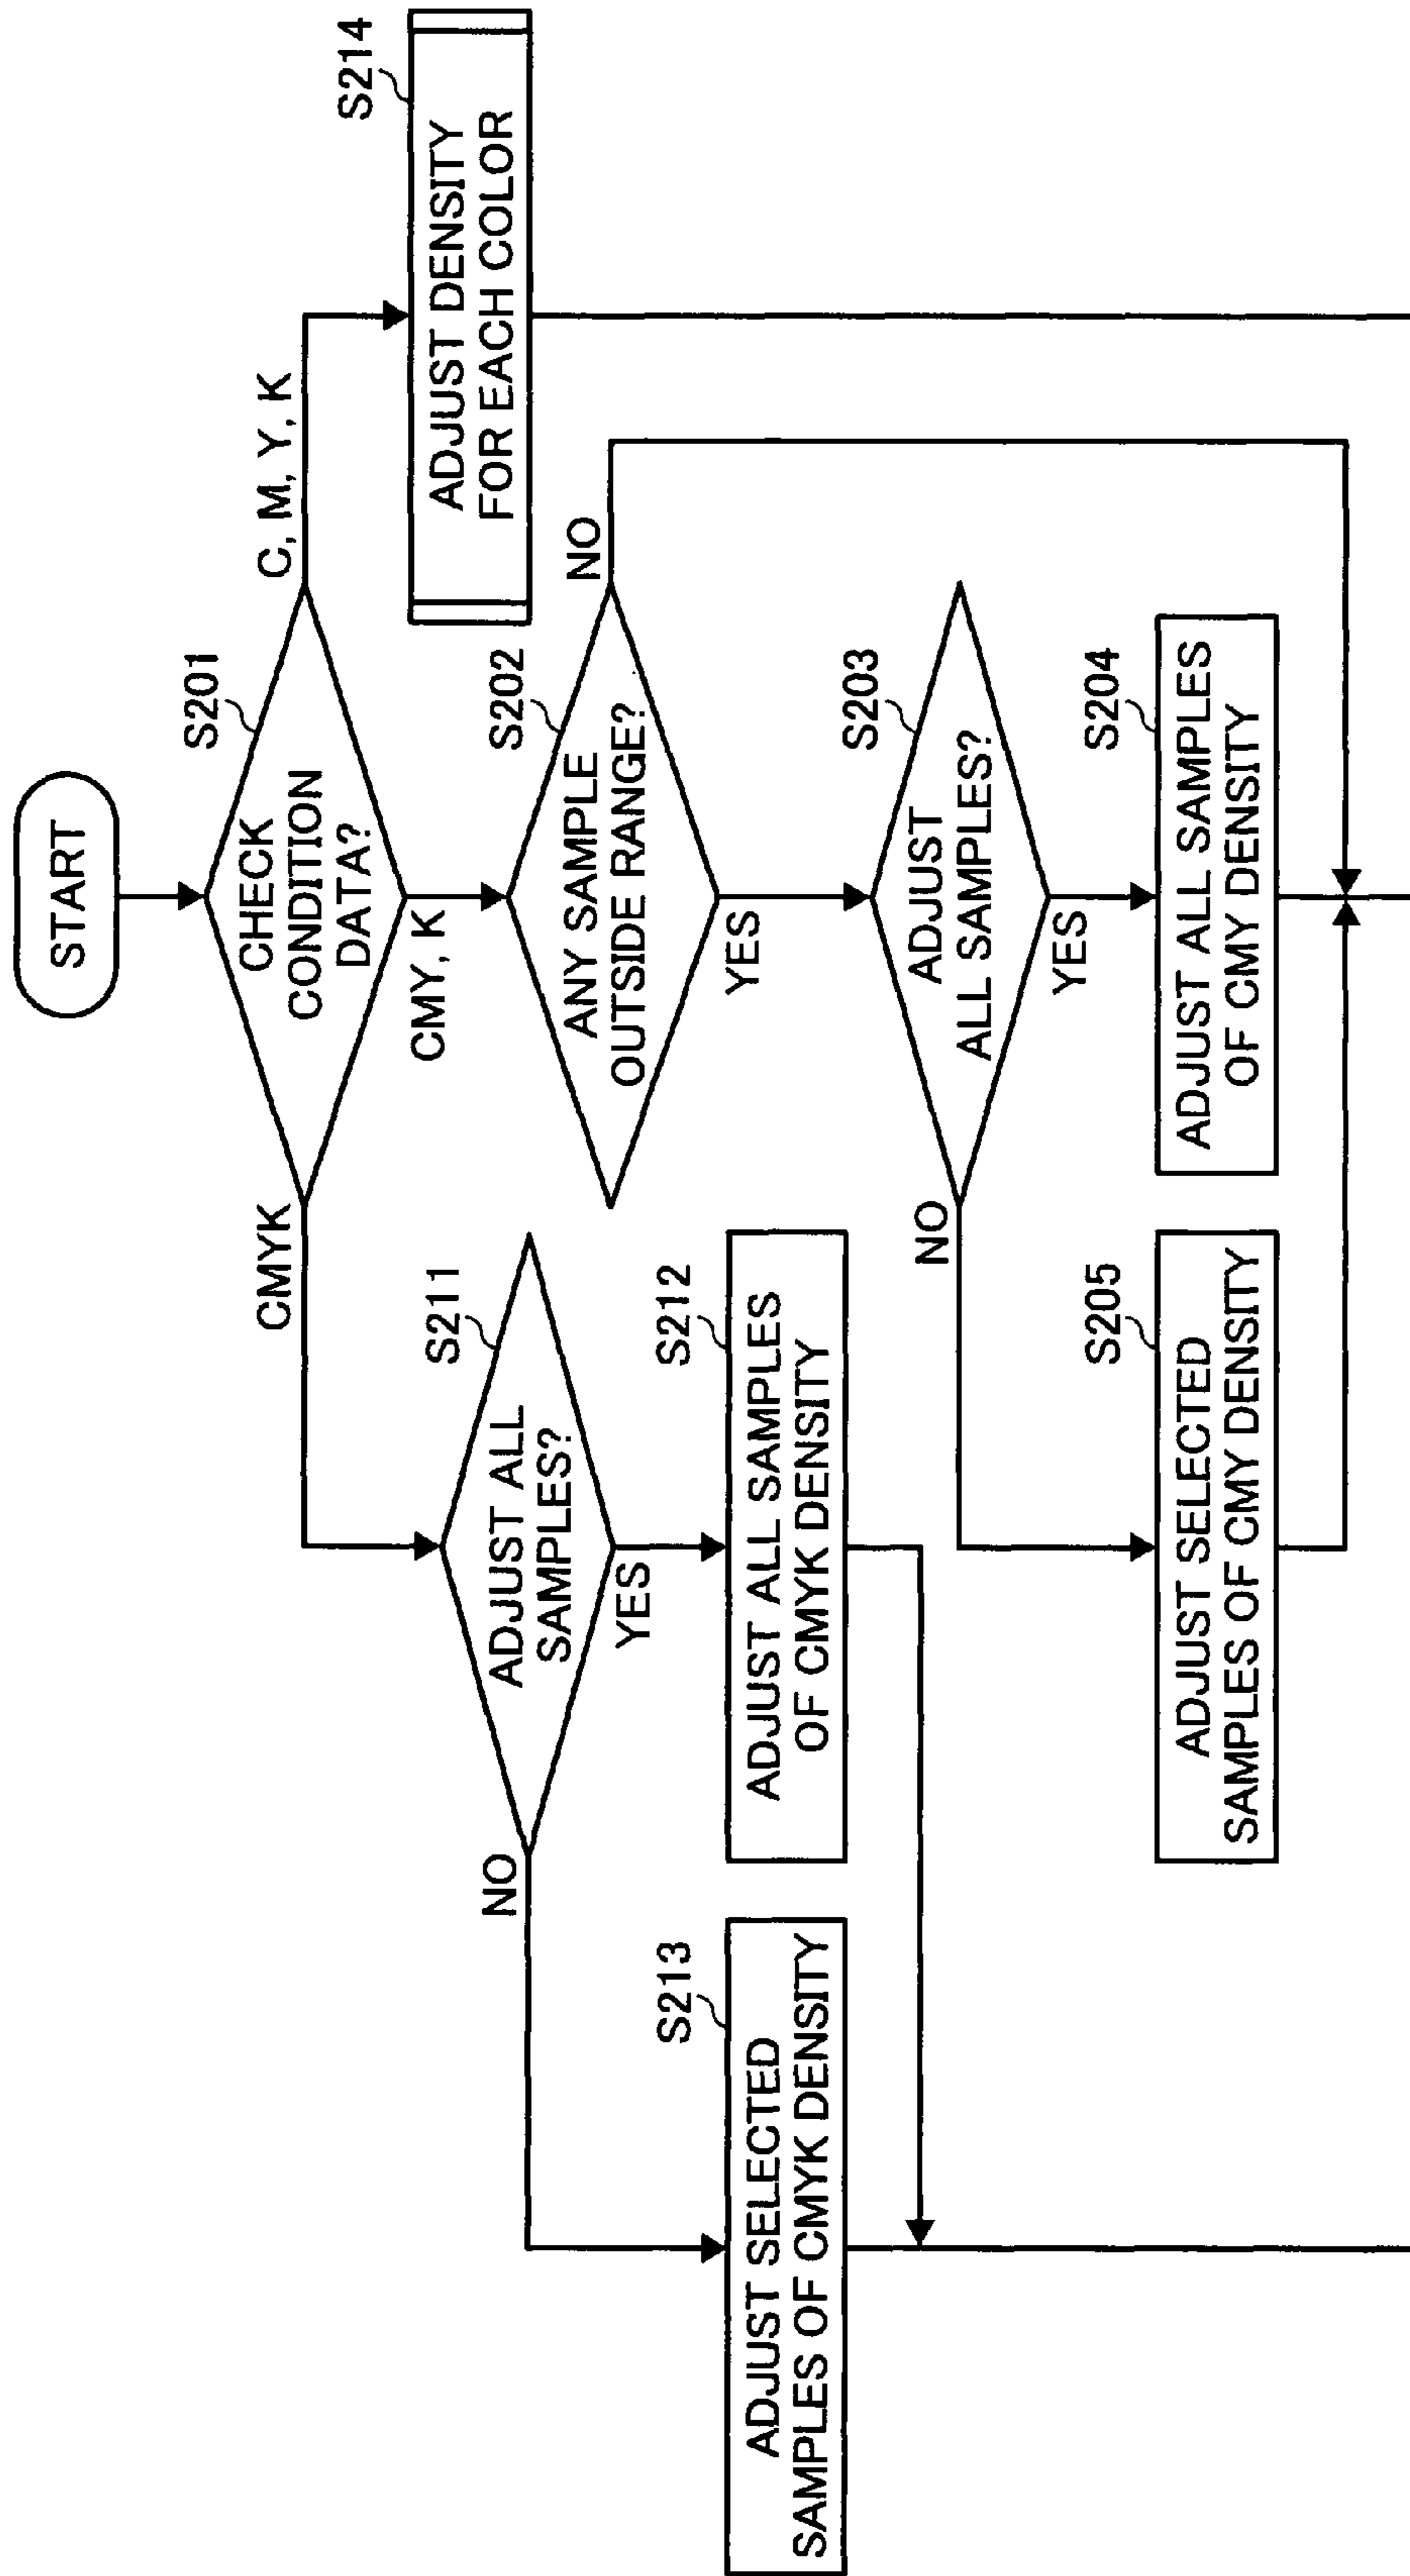 START
S201
CHECK
CONDITION
DATA?
CMYK
CMY, K
C, M, Y, K
S211
ADJUST ALL
SAMPLES?
NO
YES
S202
ANY SAMPLE
OUTSIDE RANGE?
NO
YES
S214
ADJUST DENSITY
FOR EACH COLOR
S213
ADJUST SELECTED
SAMPLES OF CMYK DENSITY
S212
ADJUST ALL SAMPLES
OF CMYK DENSITY
S203
ADJUST
ALL SAMPLES?
NO
YES
S205
ADJUST SELECTED
SAMPLES OF CMY DENSITY
S204
ADJUST ALL SAMPLES
OF CMY DENSITY